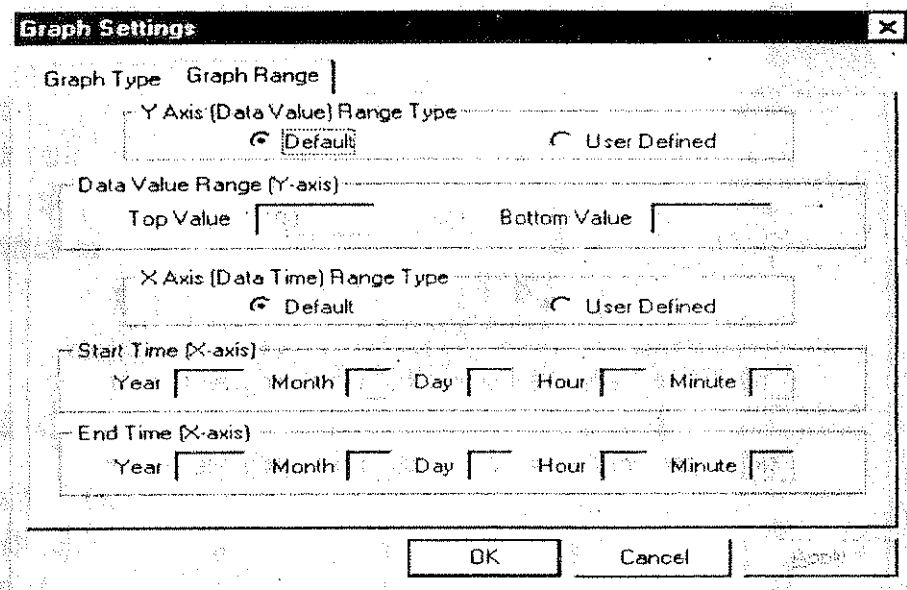 Graph Settings
Graph Type Graph Range
Y Axis (Data Value) Range Type
Default User Defined
Data Value Range (Y-axis)
Top Value Bottom Value
X Axis (Data Time) Range Type
Default User Defined
Start Time (X-axis)
Year Month Day Hour Minute
End Time (X-axis)
Year Month Day Hour Minute
OK Cancel Apply